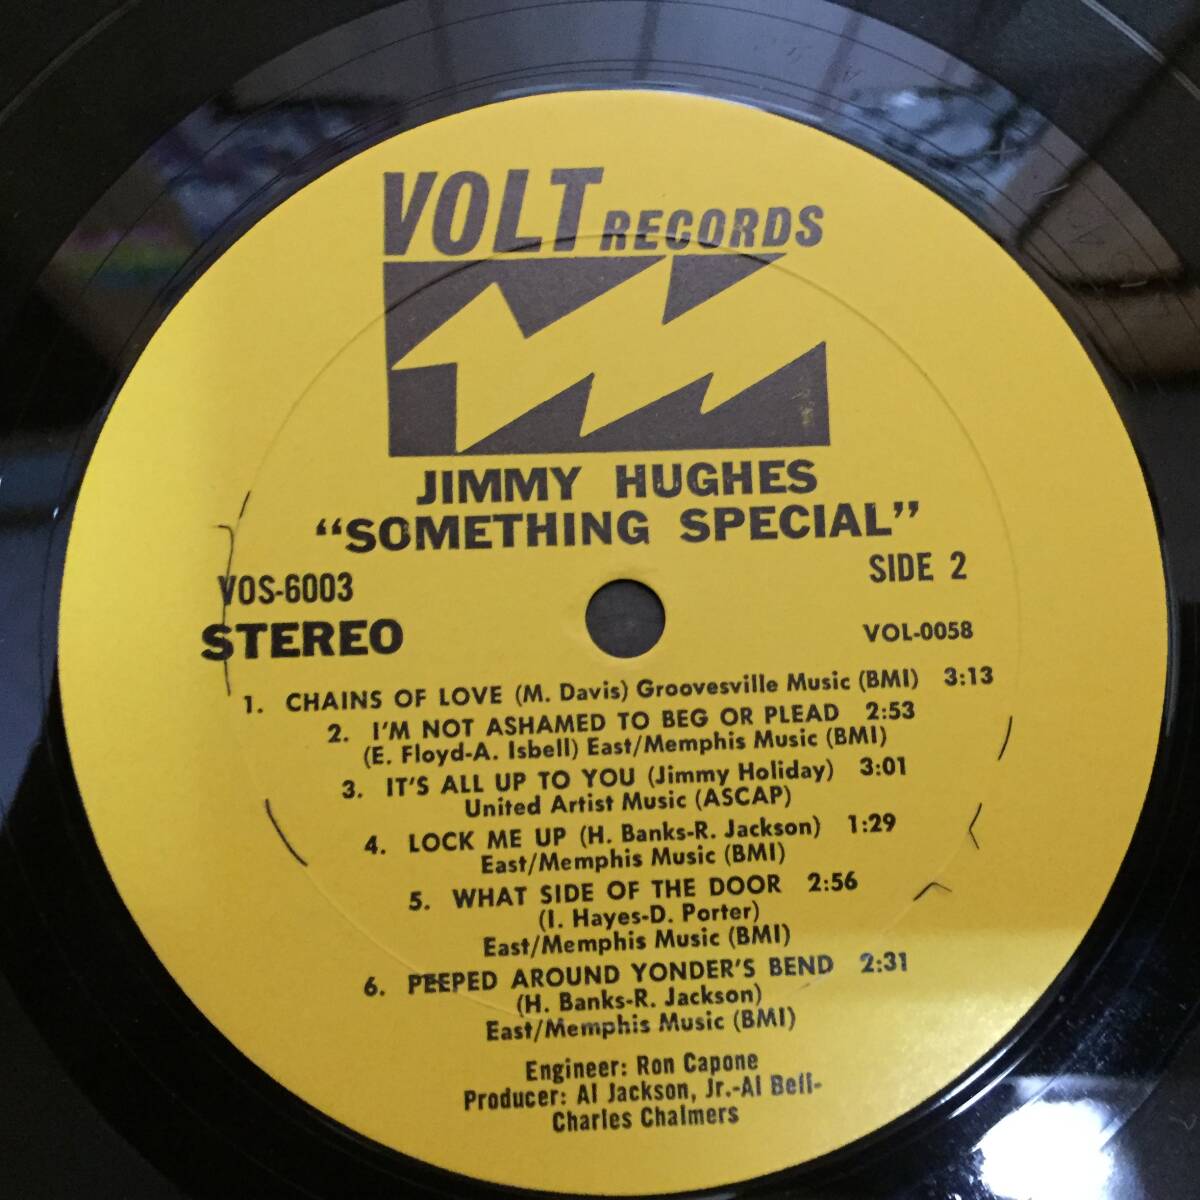 VOLT RECORDS
JIMMY HUGHES
“SOMETHING SPECIAL”
VOS-6003
STEREO
SIDE 2
VOL-0058
1. CHAINS OF LOVE (M. Davis) Groovesville Music (BMI) 3:13
2. I'M NOT ASHAMED TO BEG OR PLEAD 2:53
(E. Floyd-A. Isbell) East/Memphis Music (BMI)
3. IT'S ALL UP TO YOU (Jimmy Holiday) 3:01
United Artist Music (ASCAP)
4. LOCK ME UP (H. Banks-R. Jackson) 1:29
East/Memphis Music (BMI)
5. WHAT SIDE OF THE DOOR 2:56
(I. Hayes-D. Porter)
East/Memphis Music (BMI)
6. PEEPED AROUND YONDER'S BEND 2:31
(H. Banks-R. Jackson)
East/Memphis Music (BMI)
Engineer: Ron Capone
Producer: Al Jackson, Jr.-Al Bell-
Charles Chalmers